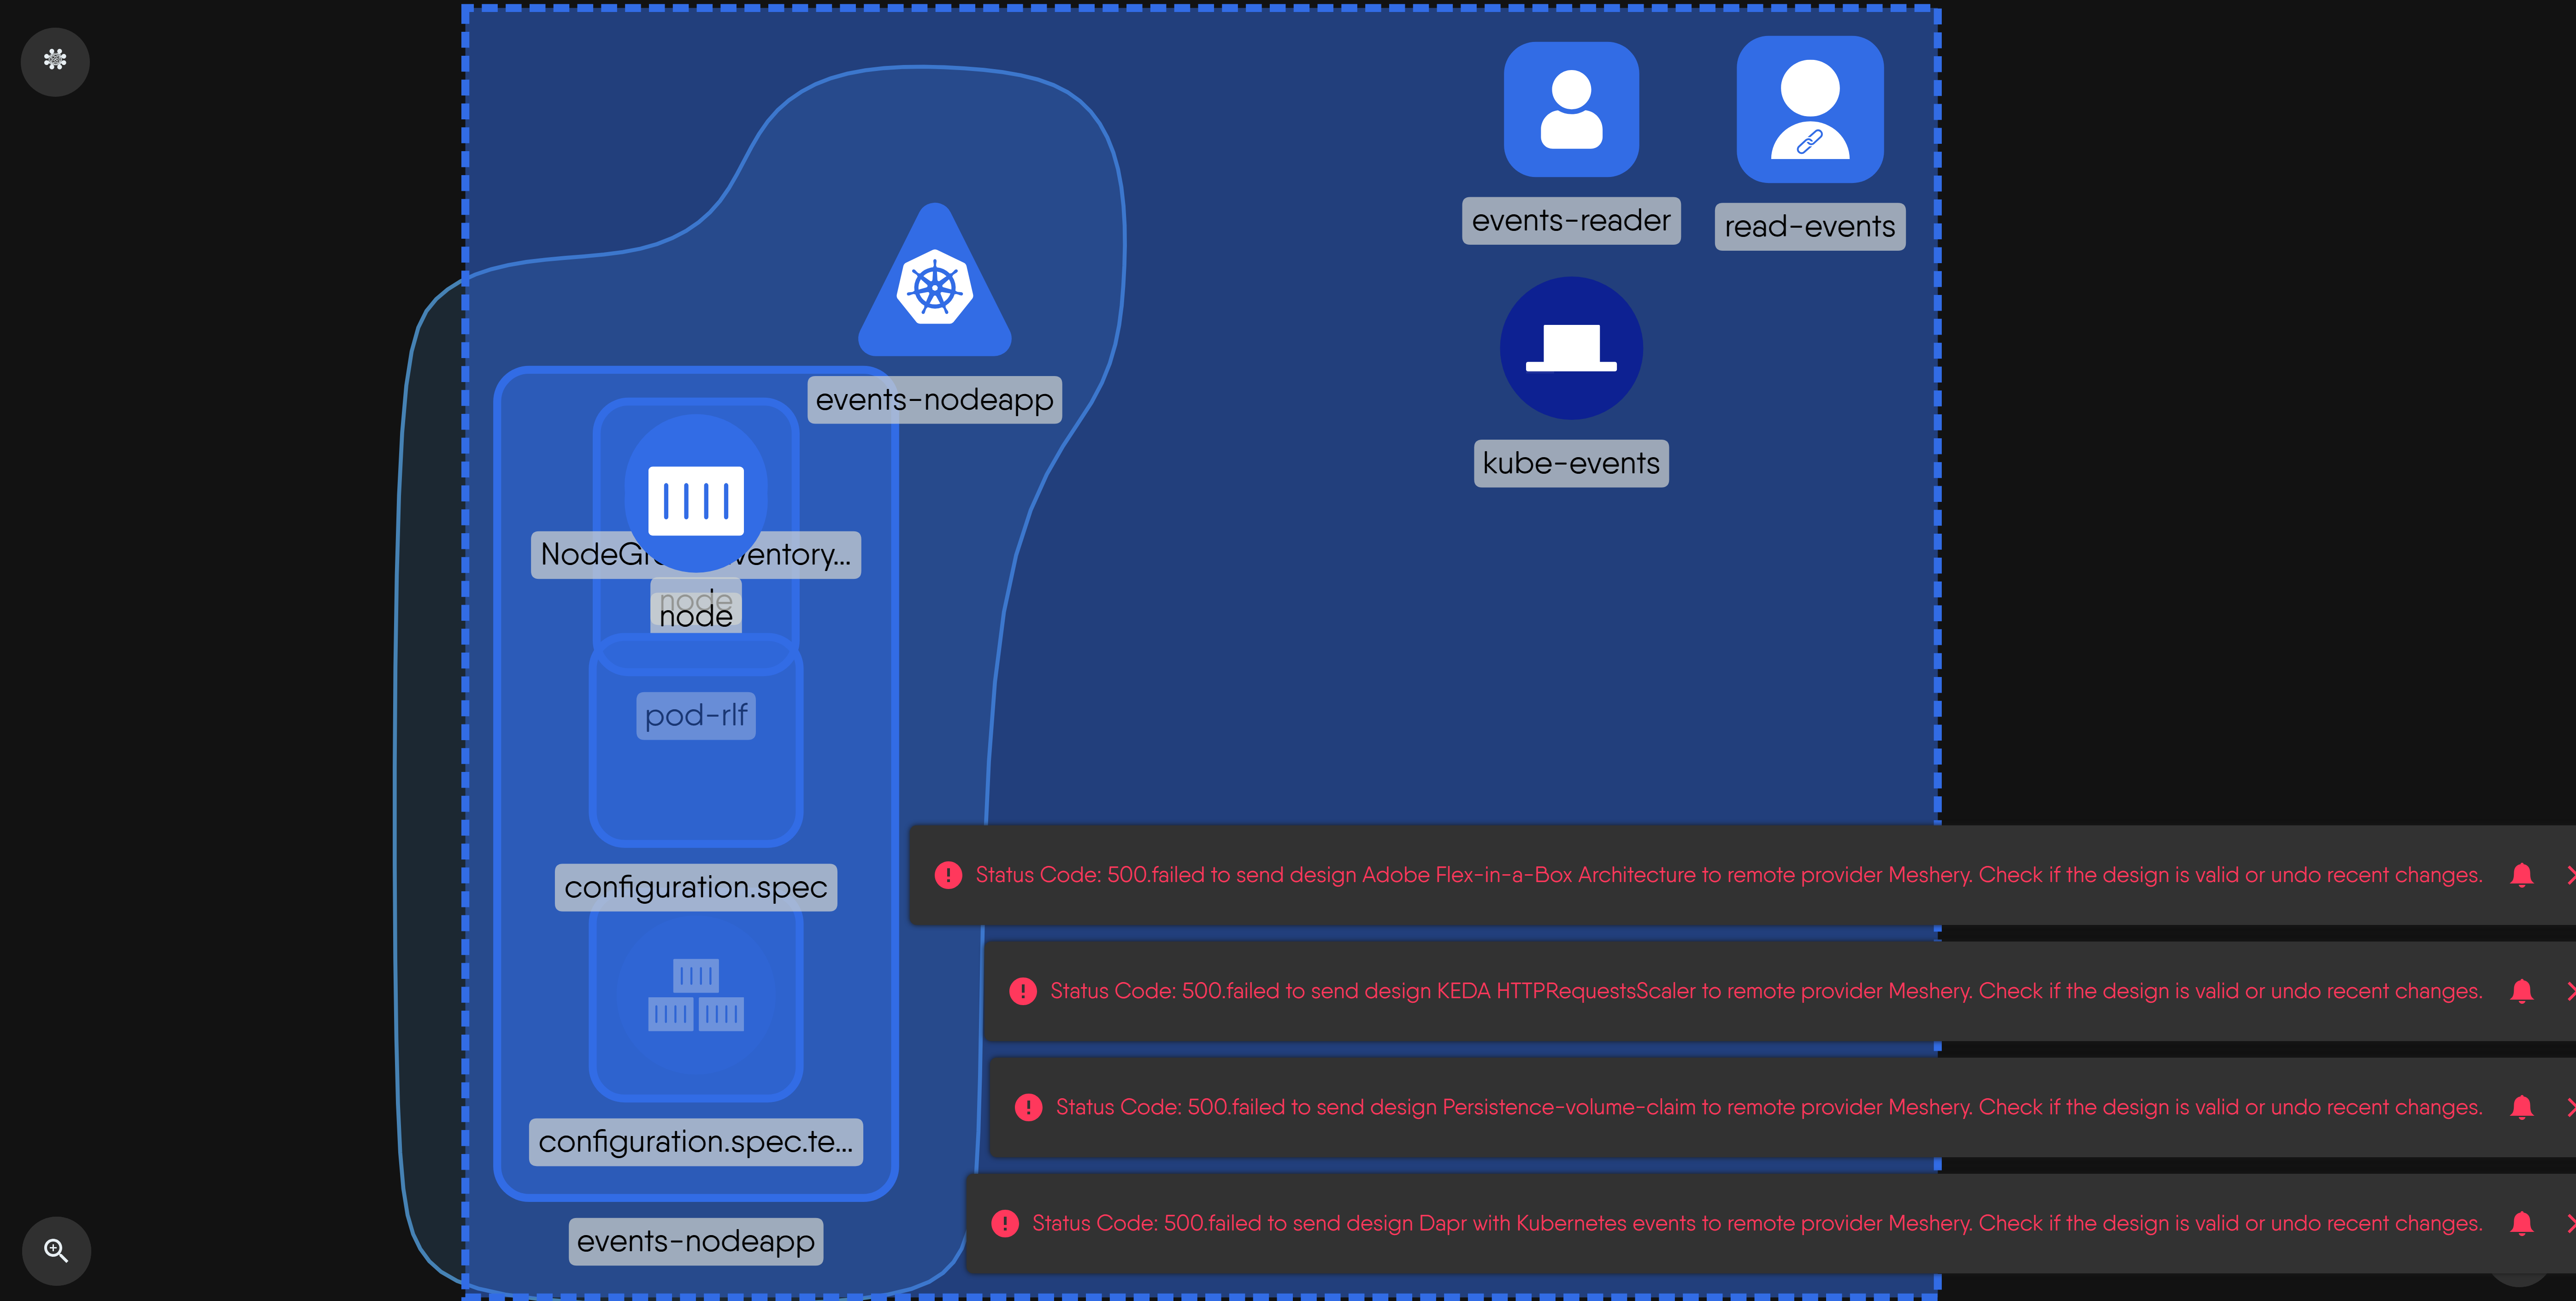 events-reader
read-events
kube-events
events-nodeapp
node
node
pod-rlf
configuration.spec
configuration.spec.te...
events-nodeapp
Status Code: 500.failed to send design Adobe Flex-in-a-Box Architecture to remote provider Meshery. Check if the design is valid or undo recent changes.
Status Code: 500.failed to send design KEDA HTTPRequestsScaler to remote provider Meshery. Check if the design is valid or undo recent changes.
Status Code: 500.failed to send design Persistence-volume-claim to remote provider Meshery. Check if the design is valid or undo recent changes.
Status Code: 500.failed to send design Dapr with Kubernetes events to remote provider Meshery. Check if the design is valid or undo recent changes.